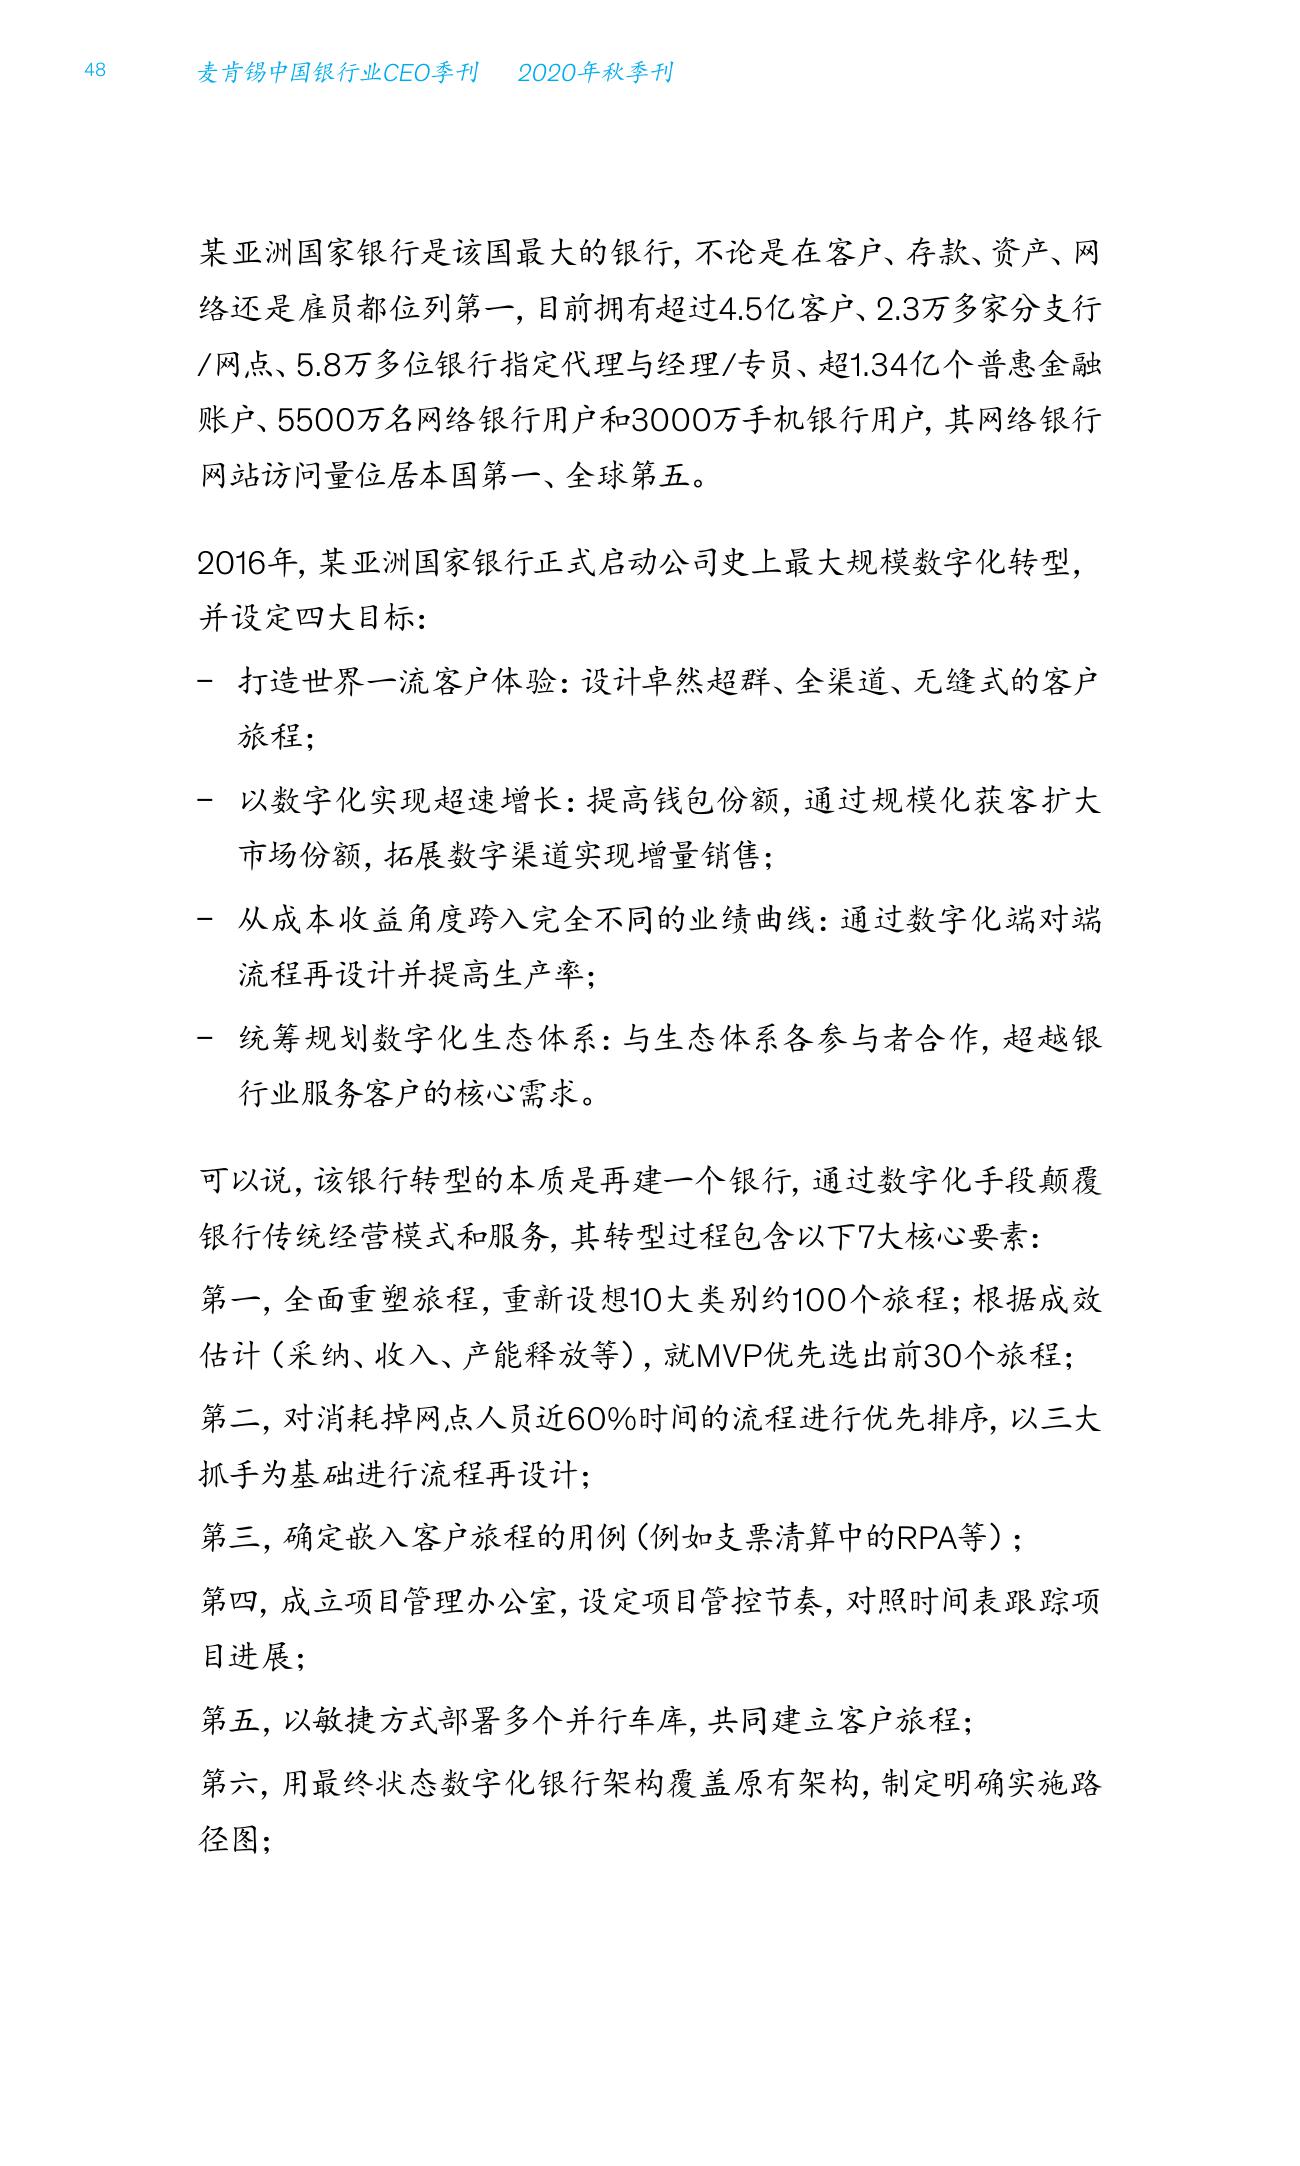 48
麦肯锡中国银行业CEO季刊 2020年秋季刊
某亚洲国家银行是该国最大的银行，不论是在客户、存款、资产、网
络还是雇员都位列第一，目前拥有超过4.5亿客户、2.3万多家分支行
/网点、5.8万多位银行指定代理与经理/专员、超1.34亿个普惠金融
账户、5500万名网络银行用户和3000万手机银行用户，其网络银行
网站访问量位居本国第一、全球第五。
2016年，某亚洲国家银行正式启动公司史上最大规模数字化转型，
并设定四大目标：
– 打造世界一流客户体验：设计卓然超群、全渠道、无缝式的客户
旅程；
– 以数字化实现超速增长：提高钱包份额，通过规模化获客扩大
市场份额，拓展数字渠道实现增量销售；
– 从成本收益角度跨入完全不同的业绩曲线：通过数字化端对端
流程再设计并提高生产率；
– 统筹规划数字化生态体系：与生态体系各参与者合作，超越银
行业服务客户的核心需求。
可以说，该银行转型的本质是再建一个银行，通过数字化手段颠覆
银行传统经营模式和服务，其转型过程包含以下7大核心要素：
第一，全面重塑旅程，重新设想10大类别约100个旅程；根据成效
估计（采纳、收入、产能释放等），就MVP优先选出前30个旅程；
第二，对消耗掉网点人员近60%时间的流程进行优先排序，以三大
抓手为基础进行流程再设计；
第三，确定嵌入客户旅程的用例（例如支票清算中的RPA等）；
第四，成立项目管理办公室，设定项目管控节奏，对照时间表跟踪项
目进展；
第五，以敏捷方式部署多个并行车库，共同建立客户旅程；
第六，用最终状态数字化银行架构覆盖原有架构，制定明确实施路
径图；